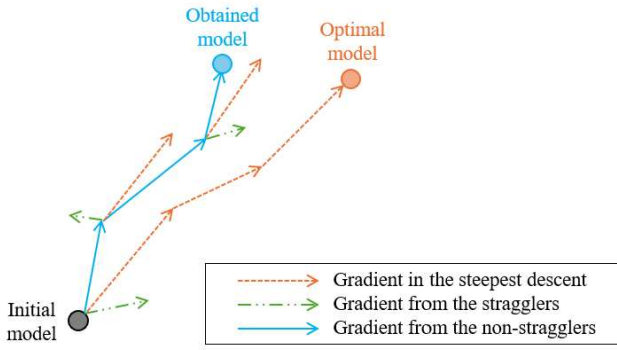 Obtained
model
Optimal
model
Initial
model
Gradient in the steepest descent
Gradient from the stragglers
Gradient from the non-stragglers